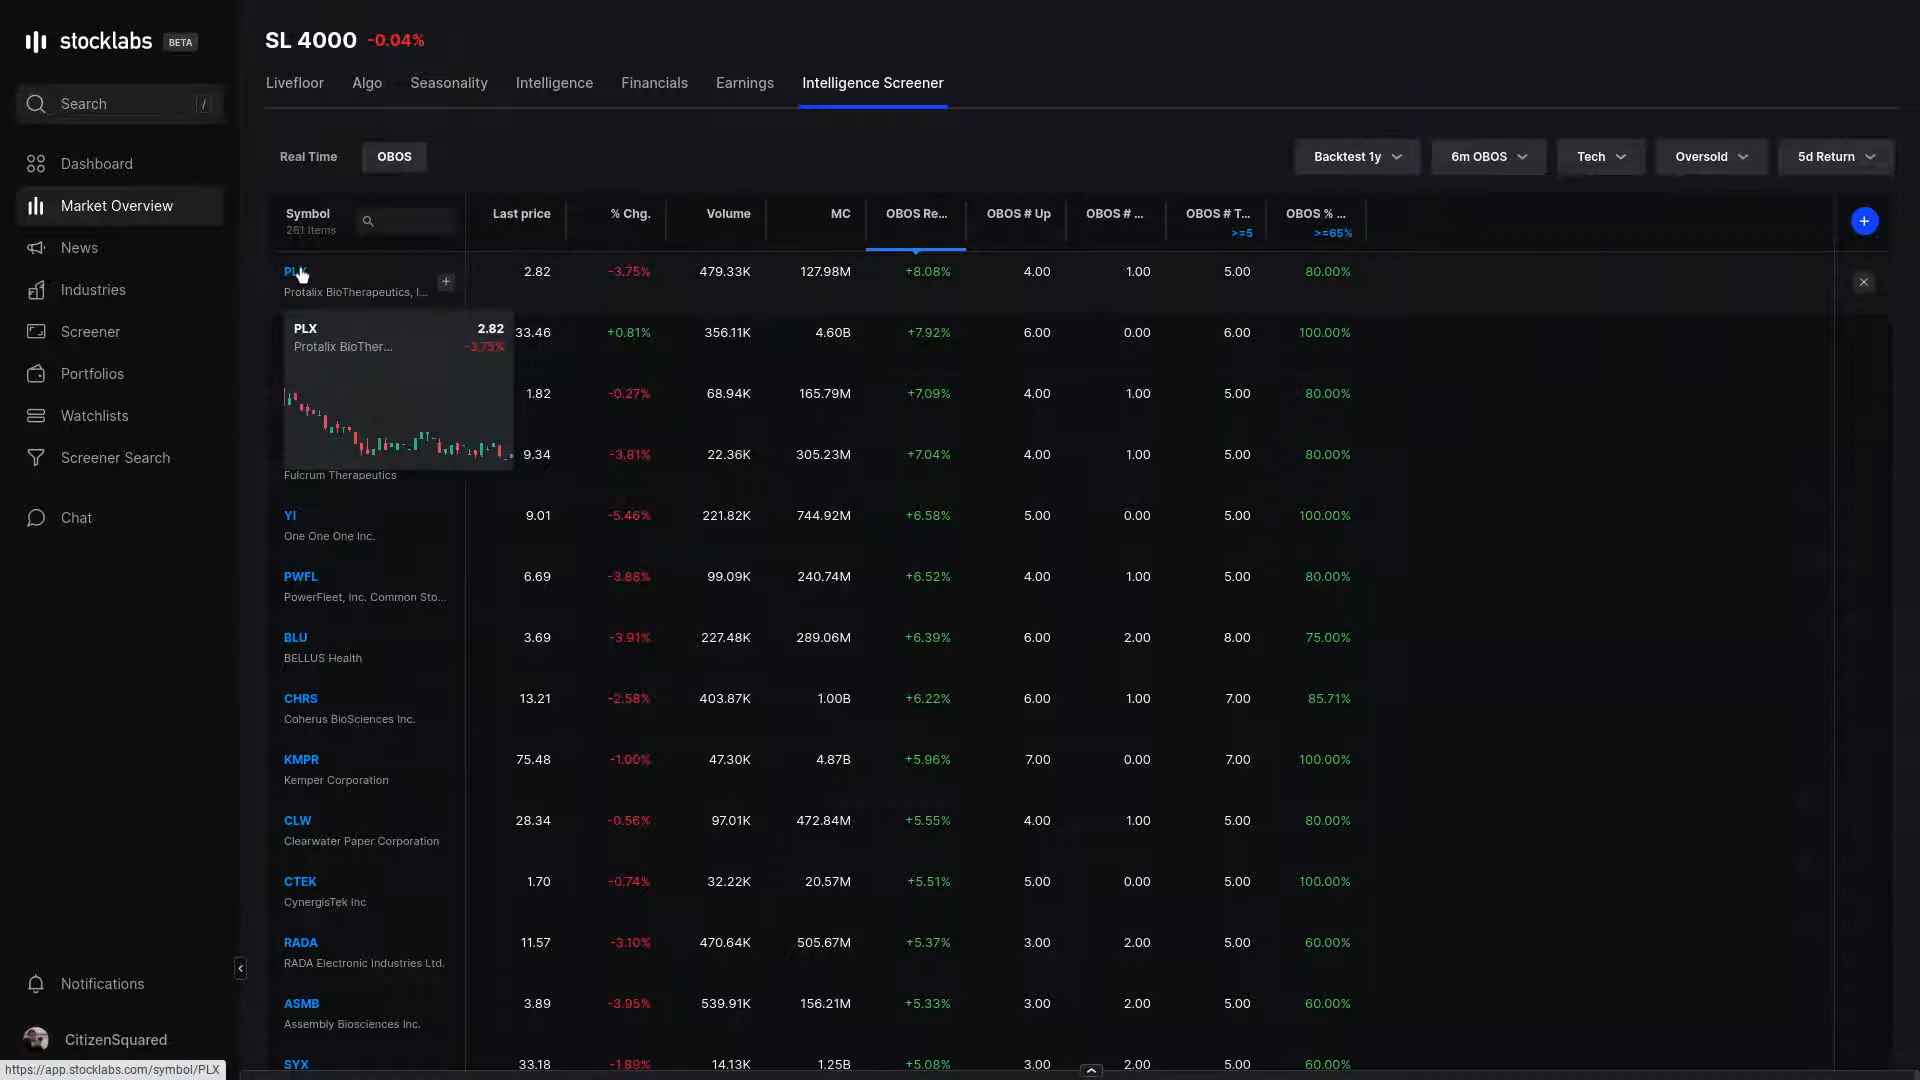 stocklabs BETA
Search /
Dashboard
Market Overview
News
Industries
Screener
Portfolios
Watchlists
Screener Search
Chat
Notifications
CitizenSquared
https://app.stocklabs.com/symbol/PLX
SL 4000 -0.04%
Livefloor Algo Seasonality Intelligence Financials Earnings Intelligence Screener
Real Time OBOS Backtest 1y 6m OBOS Tech Oversold 5d Return
Symbol Last price % Chg. Volume MC OBOS Re... OBOS # Up OBOS # ... OBOS # T... OBOS % ...
261 Items >=5 >=65%
2.82 -3.75% 479.33K 127.98M +8.08% 4.00 1.00 5.00 80.00%
Protalix BioTherapeutics, I...
PLX 2.82
Protalix BioTher... -3.75%
33.46 +0.81% 356.11K 4.60B +7.92% 6.00 0.00 6.00 100.00%
1.82 -0.27% 68.94K 165.79M +7.09% 4.00 1.00 5.00 80.00%
9.34 -3.81% 22.36K 305.23M +7.04% 4.00 1.00 5.00 80.00%
Fulcrum Therapeutics
YI 9.01 -5.46% 221.82K 744.92M +6.58% 5.00 0.00 5.00 100.00%
One One One Inc.
PWFL 6.69 -3.88% 99.09K 240.74M +6.52% 4.00 1.00 5.00 80.00%
PowerFleet, Inc. Common Sto...
BLU 3.69 -3.91% 227.48K 289.06M +6.39% 6.00 2.00 8.00 75.00%
BELLUS Health
CHRS 13.21 -2.58% 403.87K 1.00B +6.22% 6.00 1.00 7.00 85.71%
Coherus BioSciences Inc.
KMPR 75.48 -1.00% 47.30K 4.87B +5.96% 7.00 0.00 7.00 100.00%
Kemper Corporation
CLW 28.34 -0.56% 97.01K 472.84M +5.55% 4.00 1.00 5.00 80.00%
Clearwater Paper Corporation
CTEK 1.70 -0.74% 32.22K 20.57M +5.51% 5.00 0.00 5.00 100.00%
CynergisTek Inc
RADA 11.57 -3.10% 470.64K 505.67M +5.37% 3.00 2.00 5.00 60.00%
RADA Electronic Industries Ltd.
ASMB 3.89 -3.95% 539.91K 156.21M +5.33% 3.00 2.00 5.00 60.00%
Assembly Biosciences Inc.
SYX 33.18 -1.89% 14.13K 1.25B +5.08% 3.00 2.00 5.00 60.00%